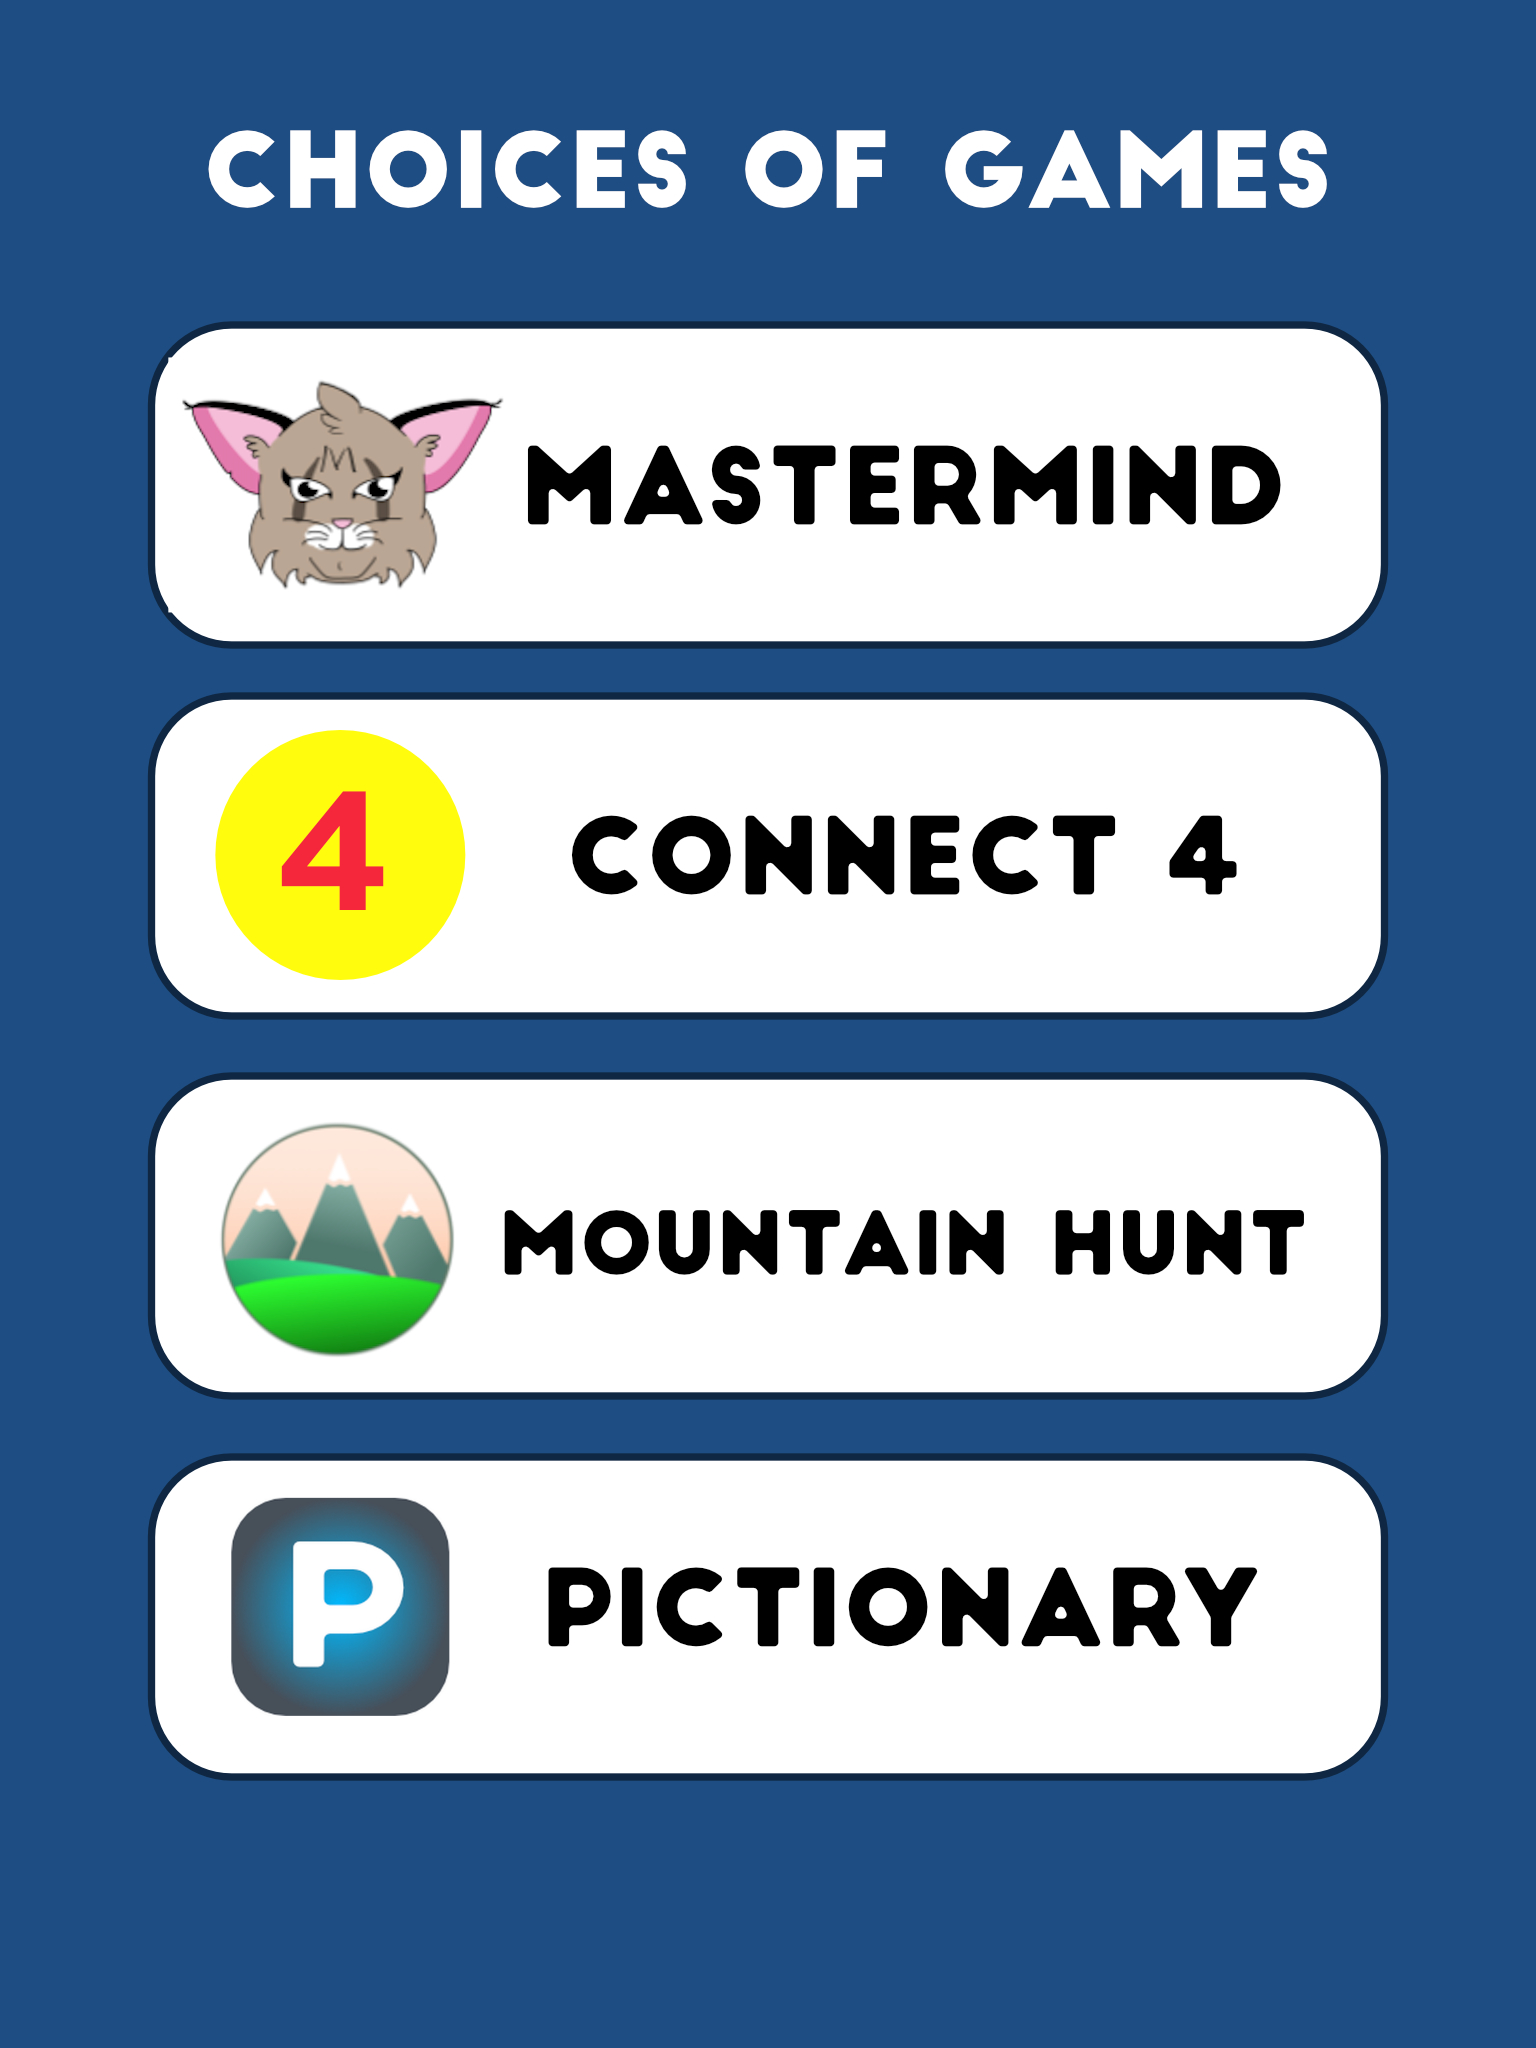 CHOICES OF GAMES
MASTERMIND
4
CONNECT 4
MOUNTAIN HUNT
P
PICTIONARY